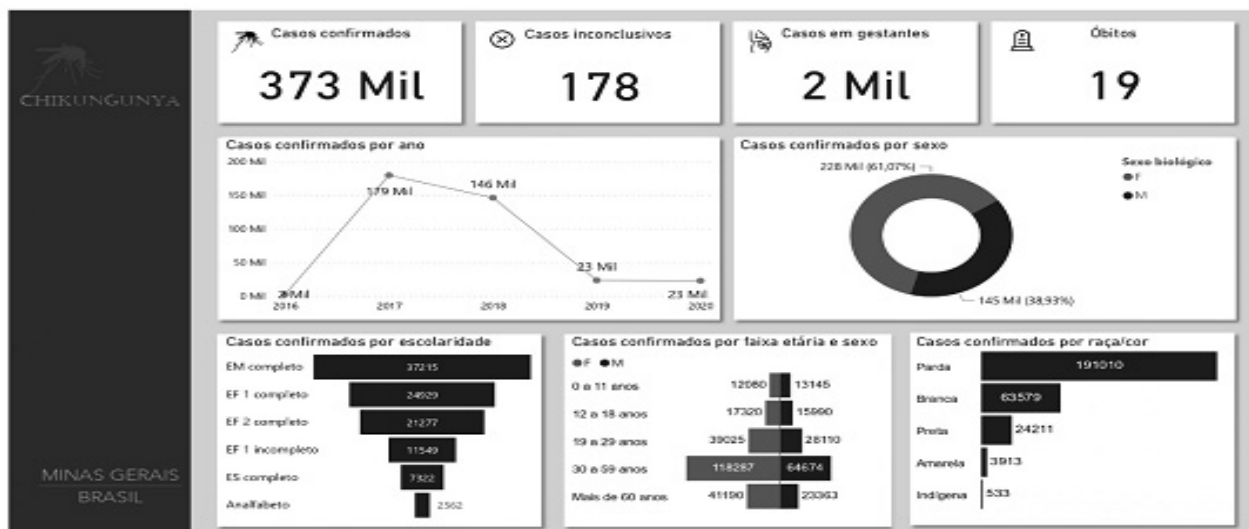 CHIKUNGUNYA
MINAS GERAIS
BRASIL
Casos confirmados
373 Mil
Casos inconclusivos
178
Casos em gestantes
2 Mil
Óbitos
19
Casos confirmados por ano
200 Mil
150 Mil
100 Mil
50 Mil
0 Mil
Mil
179 Mil
146 Mil
23 Mil
23 Mil
2016
2017
2018
2019
2020
Casos confirmados por sexo
228 Mil (61,07%)
145 Mil (38,93%)
Sexo biológico
F
M
Casos confirmados por escolaridade
EM completo 37215
EF 1 completo 24929
EF 2 completo 21277
EF 1 incompleto 11549
ES completo 7322
Analfabeto 2562
Casos confirmados por faixa etária e sexo
F M
0 a 11 anos 12080 13145
12 a 18 anos 17320 15990
19 a 29 anos 39025 28110
30 a 59 anos 118287 64674
Mais de 60 anos 41190 23363
Casos confirmados por raça/cor
Parda 191010
Branca 63579
Preta 24211
Amarela 3913
Indígena 533